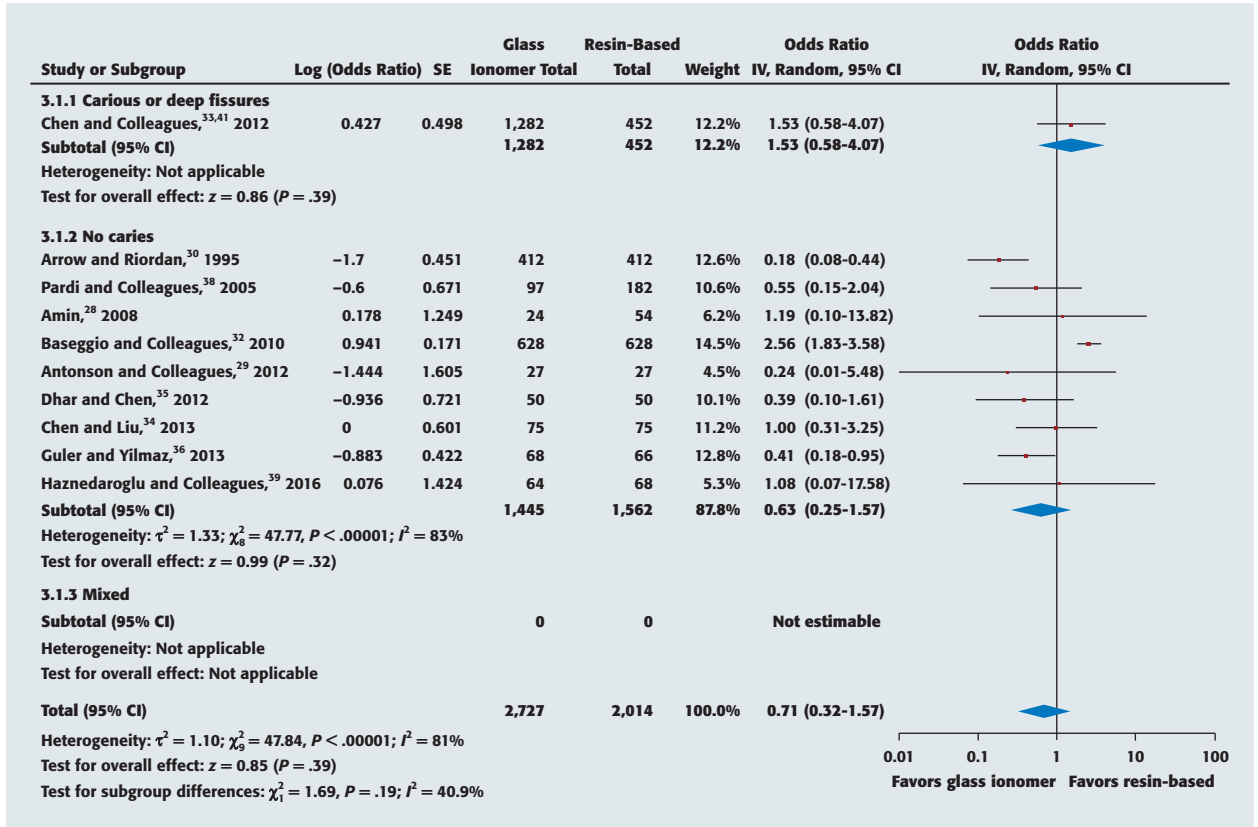 Glass Resin-Based Odds Ratio Odds Ratio
Study or Subgroup Log (Odds Ratio) SE Ionomer Total Total Weight IV, Random, 95% CI IV, Random, 95% CI
3.1.1 Carious or deep fissures
Chen and Colleagues,33,41 2012 0.427 0.498 1,282 452 12.2% 1.53 (0.58-4.07)
Subtotal (95% CI) 1,282 452 12.2% 1.53 (0.58-4.07)
Heterogeneity: Not applicable
Test for overall effect: z = 0.86 (P = .39)
3.1.2 No caries
Arrow and Riordan,30 1995 –1.7 0.451 412 412 12.6% 0.18 (0.08-0.44)
Pardi and Colleagues,38 2005 –0.6 0.671 97 182 10.6% 0.55 (0.15-2.04)
Amin,28 2008 0.178 1.249 24 54 6.2% 1.19 (0.10-13.82)
Baseggio and Colleagues,32 2010 0.941 0.171 628 628 14.5% 2.56 (1.83-3.58)
Antonson and Colleagues,29 2012 –1.444 1.605 27 27 4.5% 0.24 (0.01-5.48)
Dhar and Chen,35 2012 –0.936 0.721 50 50 10.1% 0.39 (0.10-1.61)
Chen and Liu,34 2013 0 0.601 75 75 11.2% 1.00 (0.31-3.25)
Guler and Yilmaz,36 2013 –0.883 0.422 68 66 12.8% 0.41 (0.18-0.95)
Haznedaroglu and Colleagues,39 2016 0.076 1.424 64 68 5.3% 1.08 (0.07-17.58)
Subtotal (95% CI) 1,445 1,562 87.8% 0.63 (0.25-1.57)
Heterogeneity: τ² = 1.33; χ²₈ = 47.77, P < .00001; I² = 83%
Test for overall effect: z = 0.99 (P = .32)
3.1.3 Mixed
Subtotal (95% CI) 0 0 Not estimable
Heterogeneity: Not applicable
Test for overall effect: Not applicable
Total (95% CI) 2,727 2,014 100.0% 0.71 (0.32-1.57)
Heterogeneity: τ² = 1.10; χ²₉ = 47.84, P < .00001; I² = 81%
Test for overall effect: z = 0.85 (P = .39)
Test for subgroup differences: χ²₁ = 1.69, P = .19; I² = 40.9%
0.01 0.1 1 10 100
Favors glass ionomer Favors resin-based